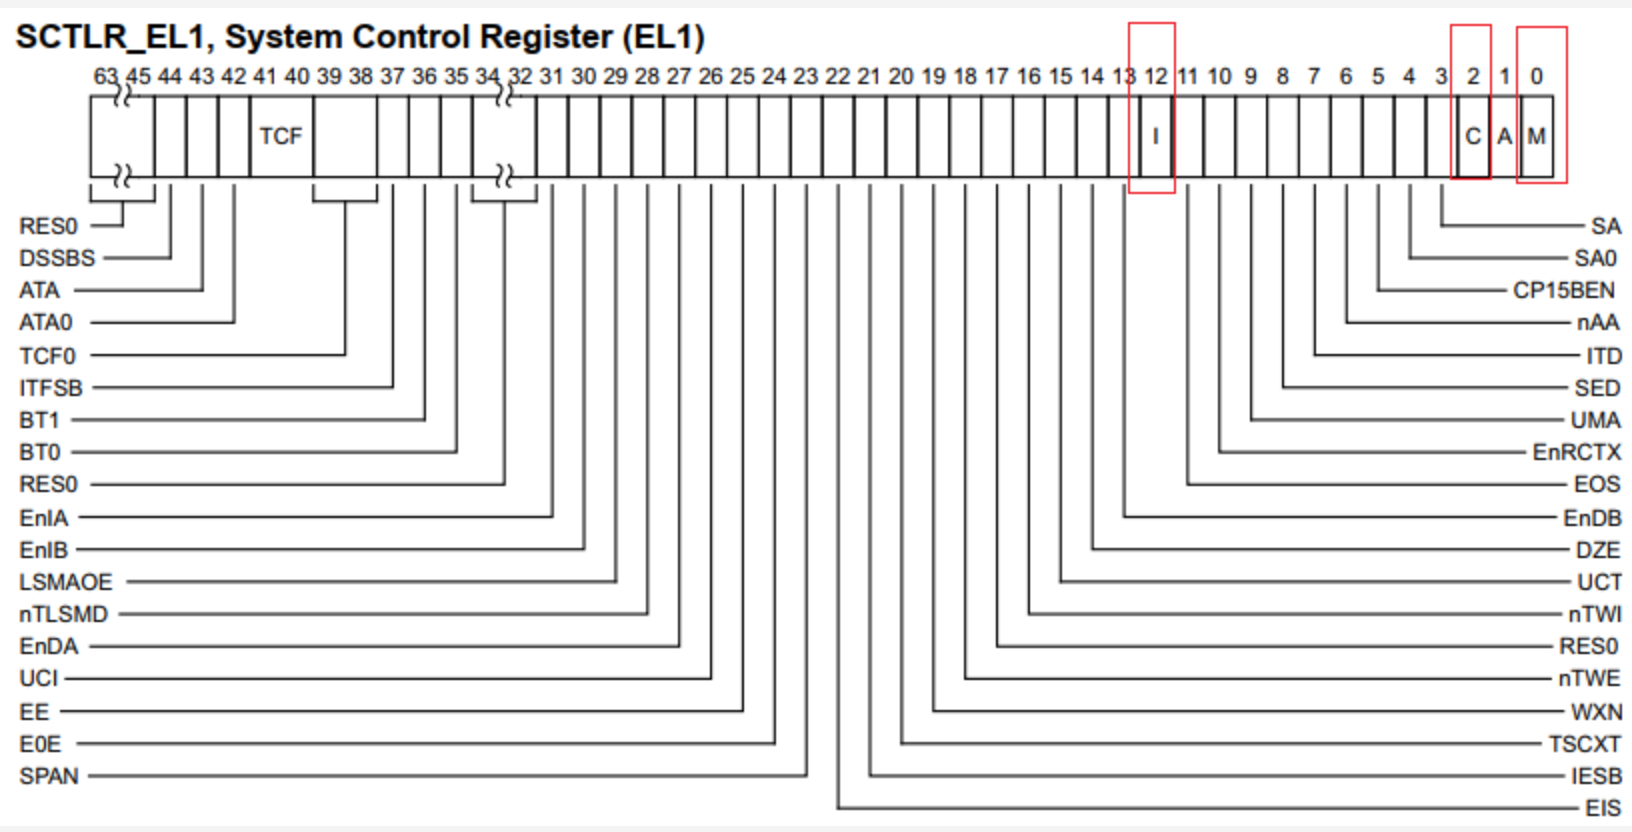 SCTLR_EL1, System Control Register (EL1)
63 45 44 43 42 41 40 39 38 37 36 35 34 32 31 30 29 28 27 26 25 24 23 22 21 20 19 18 17 16 15 14 13 12 11 10 9 8 7 6 5 4 3 2 1 0
TCF I C A M
RES0 SA
DSSBS SA0
ATA CP15BEN
ATA0 nAA
TCF0 ITD
ITFSB SED
BT1 UMA
BT0 EnRCTX
RES0 EOS
EnIA EnDB
EnIB DZE
LSMAOE UCT
nTLSMD nTWI
EnDA RES0
UCI nTWE
EE WXN
E0E TSCXT
SPAN IESB
EIS